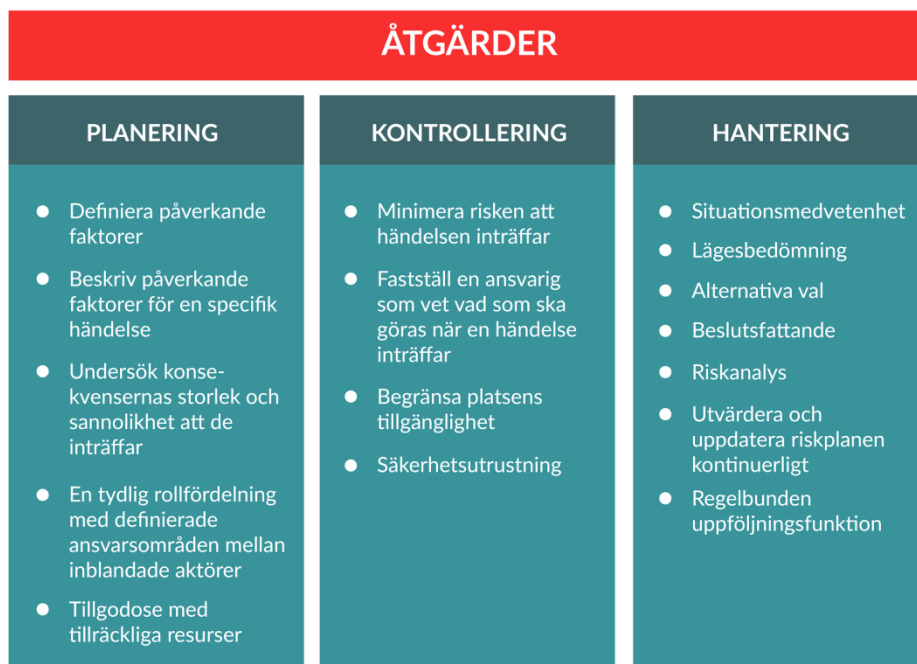 ÅTGÄRDER
PLANERING
Definiera påverkande
faktorer
Beskriv påverkande
faktorer för en specifik
händelse
Undersök konse-
kvensernas storlek och
sannolikhet att de
inträffar
En tydlig rollfördelning
med definierade
ansvarsområden mellan
inblandade aktörer
Tillgodose med
tillräckliga resurser
KONTROLLERING
Minimera risken att
händelsen inträffar
Fastställ en ansvarig
som vet vad som ska
göras när en händelse
inträffar
Begränsa platsens
tillgänglighet
Säkerhetsutrustning
HANTERING
Situationsmedvetenhet
Lägesbedömning
Alternativa val
Beslutsfattande
Riskanalys
Utvärdera och
uppdatera riskplanen
kontinuerligt
Regelbunden
uppföljningsfunktion